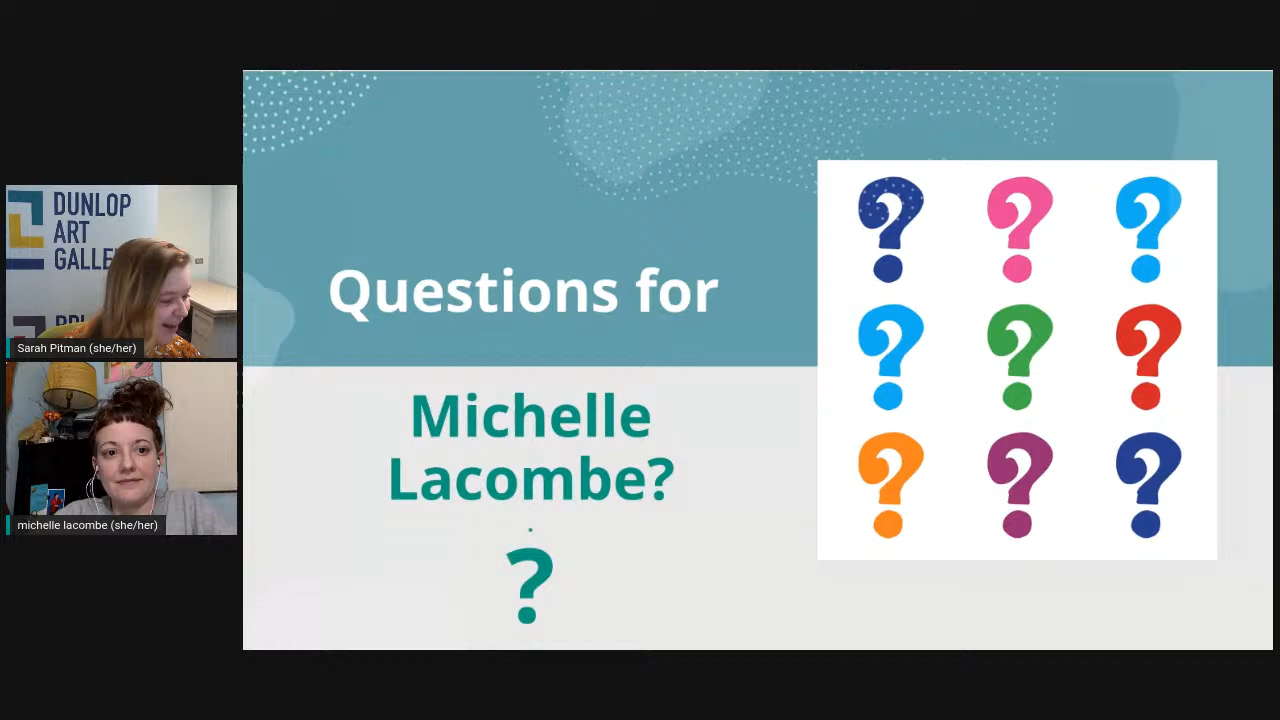 DUNLOP
ART
GALLE
Sarah Pitman (she/her)
michelle lacombe (she/her)
Questions for
Michelle
Lacombe?
.
?
? ? ?
? ? ?
? ? ?